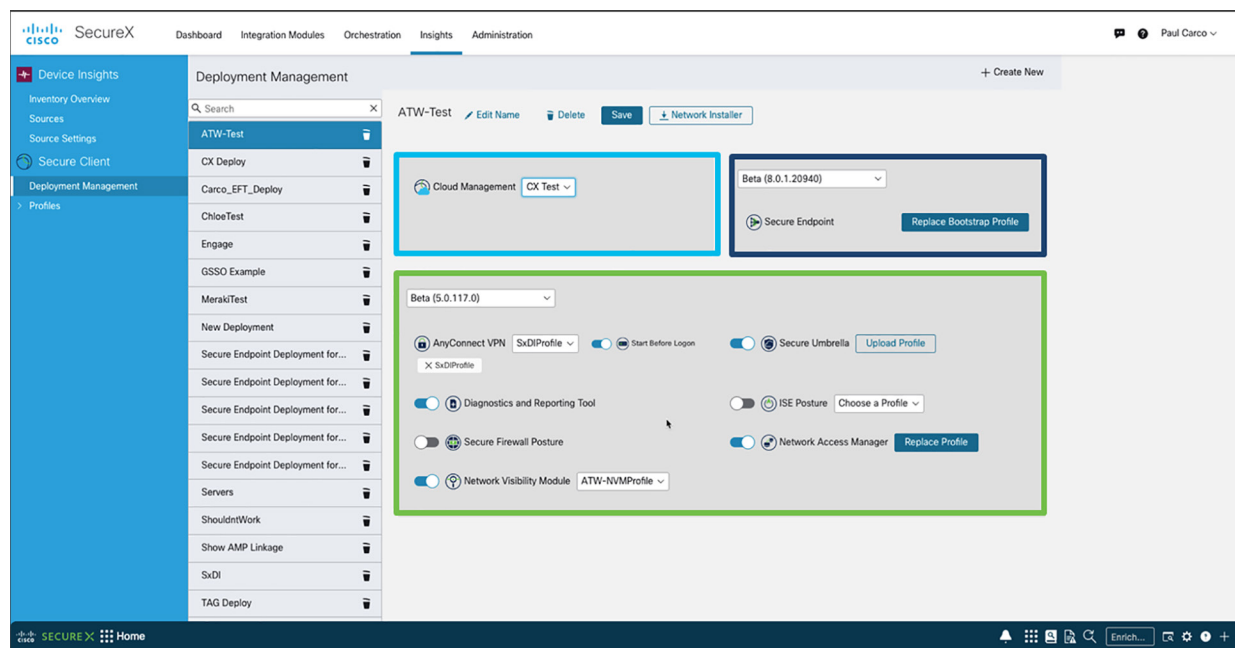 CISCO SecureX Dashboard Integration Modules Orchestration Insights Administration Paul Carco
Device Insights
Inventory Overview
Sources
Source Settings
Secure Client
Deployment Management
Profiles
Deployment Management
Search
ATW-Test
CX Deploy
Carco_EFT_Deploy
ChloeTest
Engage
GSSO Example
MerakiTest
New Deployment
Secure Endpoint Deployment for...
Secure Endpoint Deployment for...
Secure Endpoint Deployment for...
Secure Endpoint Deployment for...
Secure Endpoint Deployment for...
Servers
ShouldntWork
Show AMP Linkage
SxDI
TAG Deploy
+ Create New
ATW-Test Edit Name Delete Save Network Installer
Cloud Management CX Test
Beta (8.0.1.20940)
Secure Endpoint Replace Bootstrap Profile
Beta (5.0.117.0)
AnyConnect VPN SxDIProfile Start Before Logon
SxDIProfile
Secure Umbrella Upload Profile
Diagnostics and Reporting Tool
ISE Posture Choose a Profile
Secure Firewall Posture
Network Access Manager Replace Profile
Network Visibility Module ATW-NVMProfile
CISCO SECUREX Home Enrich...